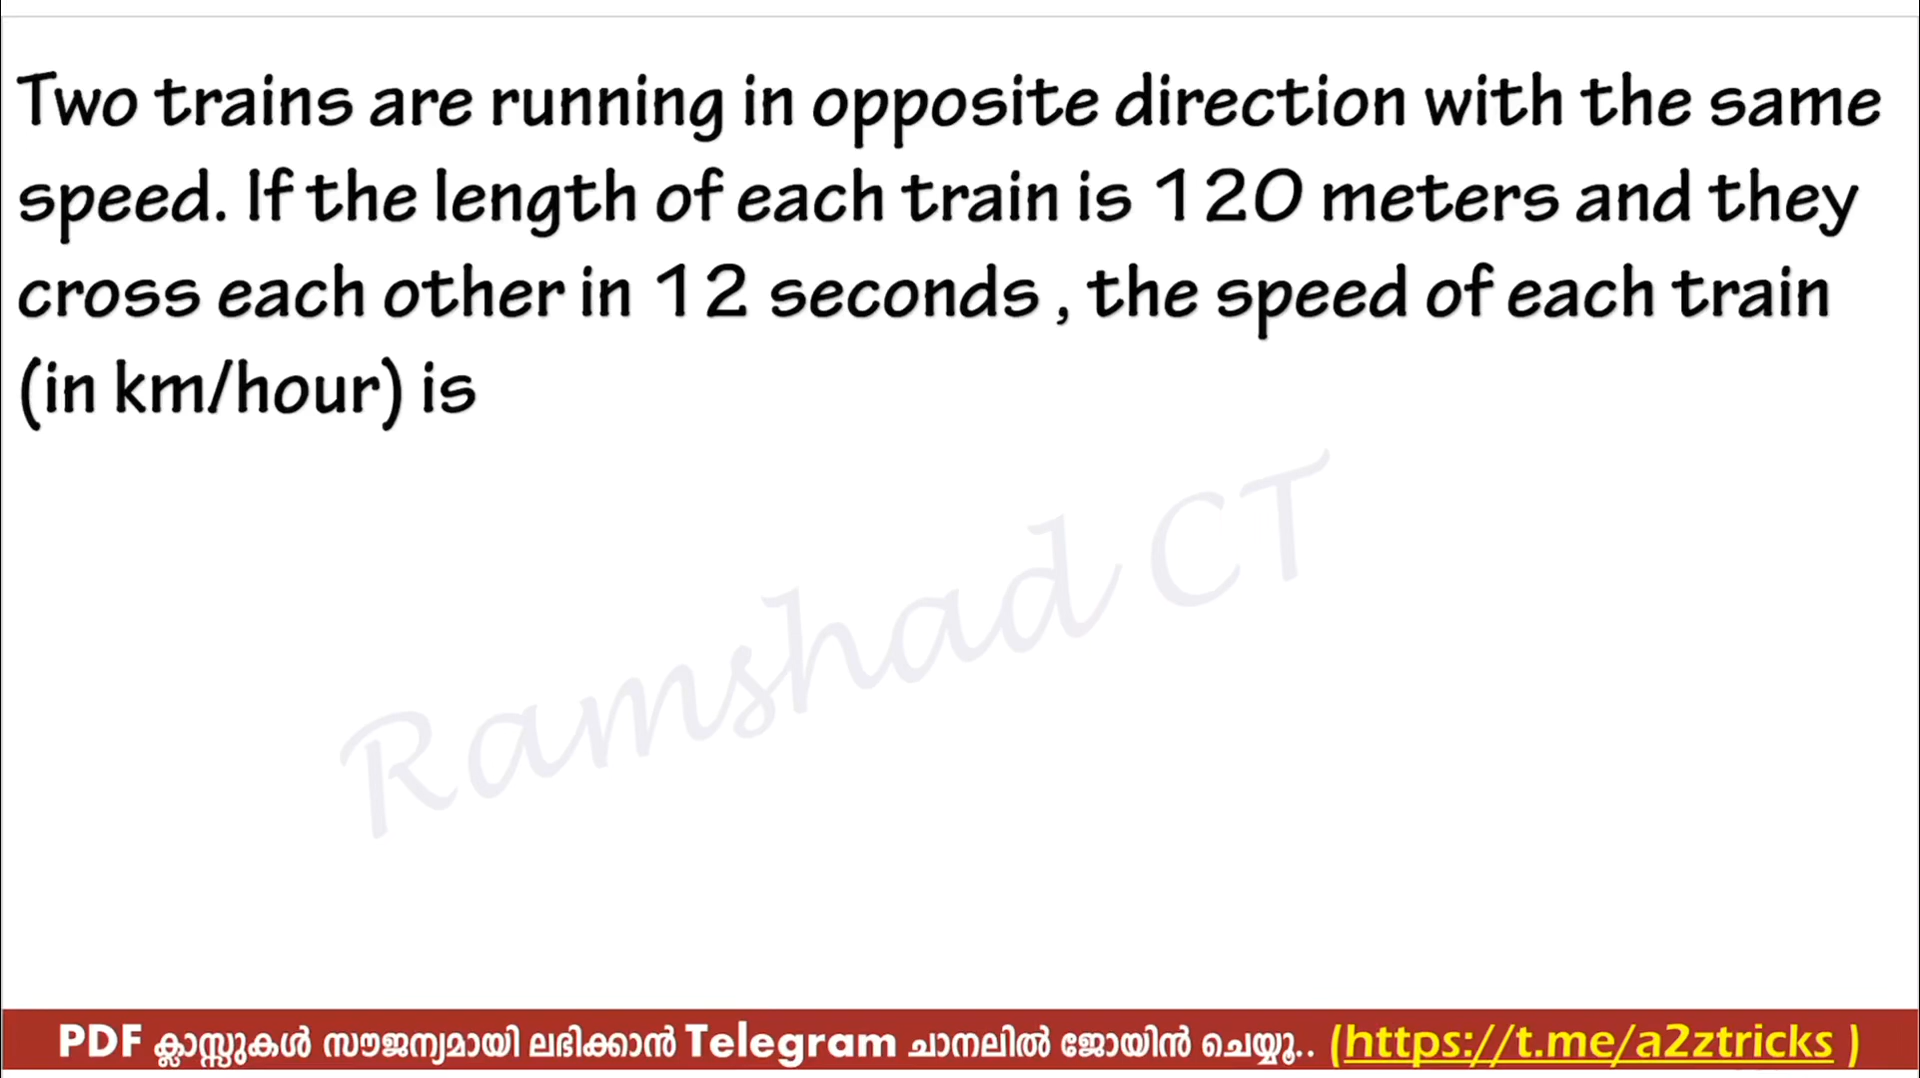 Two trains are running in opposite direction with the same
speed. If the length of each train is 120 meters and they
cross each other in 12 seconds , the speed of each train
(in km/hour) is
Ramshad CT
PDF ക്ലാസ്സുകൾ സൗജന്യമായി ലഭിക്കാൻ Telegram ചാനലിൽ ജോയിൻ ചെയ്യൂ.. (https://t.me/a2ztricks )